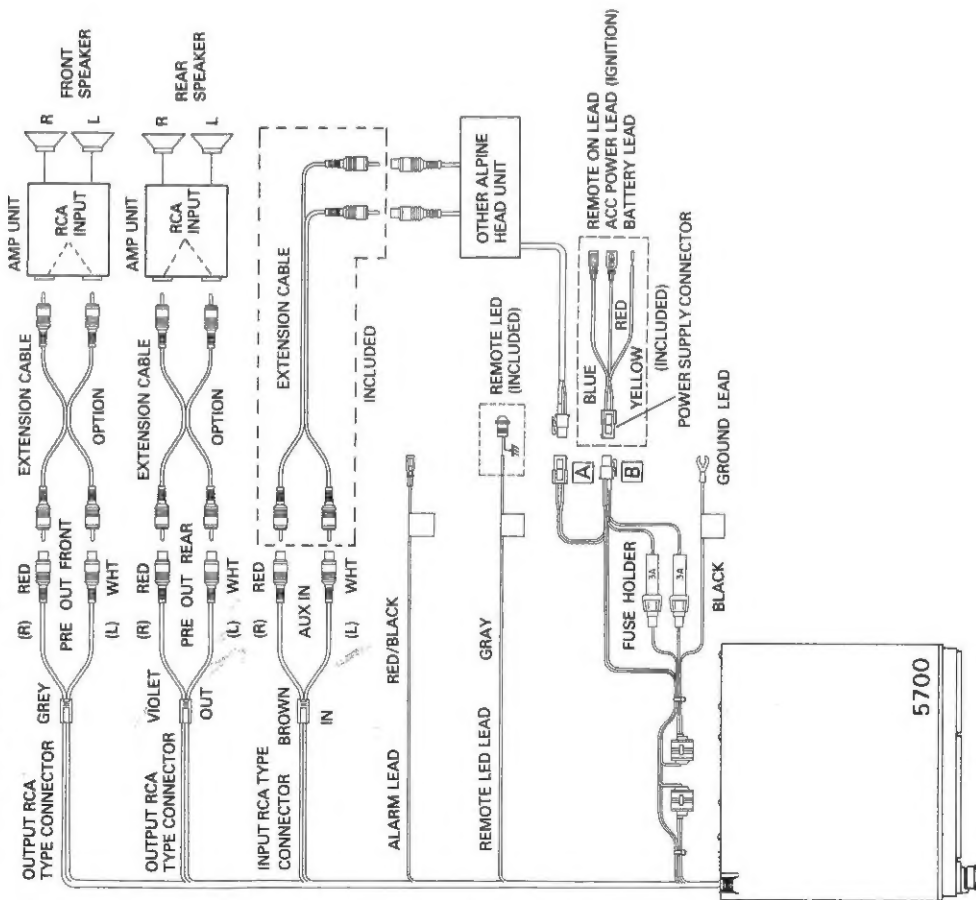 FRONT
SPEAKER
R
L
AMP UNIT
RCA
INPUT
EXTENSION CABLE
OPTION
(R)
RED
PRE OUT FRONT
(L)
WHT
GREY
OUTPUT RCA
TYPE CONNECTOR
REAR
SPEAKER
R
L
AMP UNIT
RCA
INPUT
EXTENSION CABLE
OPTION
(R)
RED
PRE OUT REAR
(L)
WHT
VIOLET
OUT
OUTPUT RCA
TYPE CONNECTOR
EXTENSION CABLE
INCLUDED
(R)
RED
AUX IN
(L)
WHT
BROWN
IN
INPUT RCA TYPE
CONNECTOR
OTHER ALPINE
HEAD UNIT
RED/BLACK
ALARM LEAD
REMOTE LED
(INCLUDED)
GRAY
REMOTE LED LEAD
REMOTE ON LEAD
ACC POWER LEAD (IGNITION)
BATTERY LEAD
BLUE
RED
YELLOW
(INCLUDED)
POWER SUPPLY CONNECTOR
A
B
GROUND LEAD
FUSE HOLDER
3A
3A
BLACK
5700